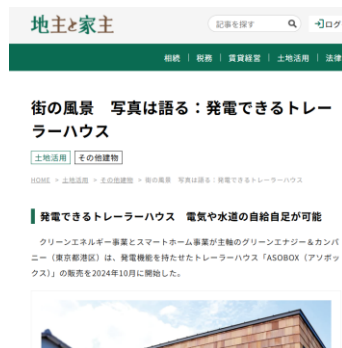 地主と家主
記事を探す
ログ
相続 | 税務 | 賃貸経営 | 土地活用 | 法律
街の風景　写真は語る：発電できるトレー
ラーハウス
土地活用 その他建物
HOME > 土地活用 > その他建物 > 街の風景　写真は語る：発電できるトレーラーハウス
発電できるトレーラーハウス　電気や水道の自給自足が可能
クリーンエネルギー事業とスマートホーム事業が主軸のグリーンエナジー＆カンパ
ニー（東京都港区）は、発電機能を持たせたトレーラーハウス「ASOBOX（アソボッ
クス）」の販売を2024年10月に開始した。